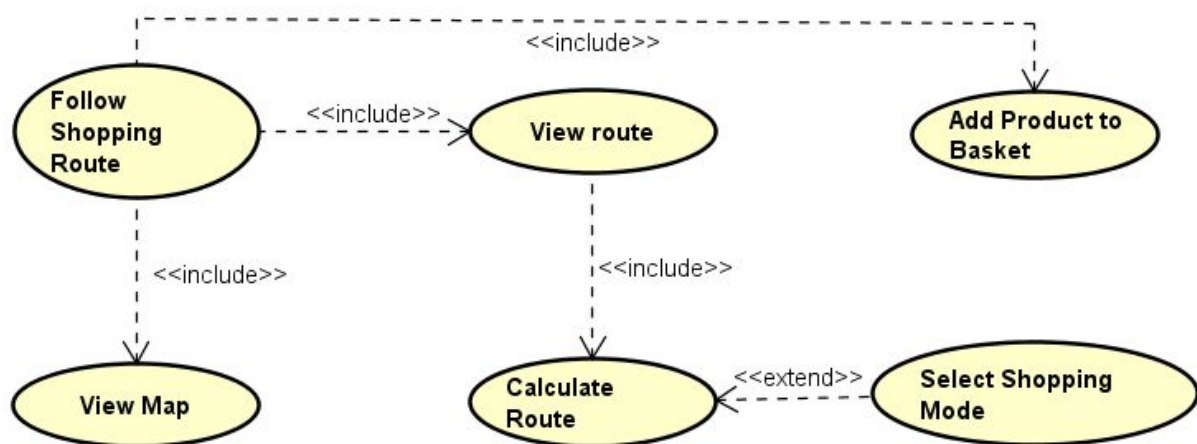 <<include>>
Follow
Shopping
Route
<<include>>
View route
Add Product to
Basket
<<include>>
<<include>>
View Map
Calculate
Route
<<extend>>
Select Shopping
Mode